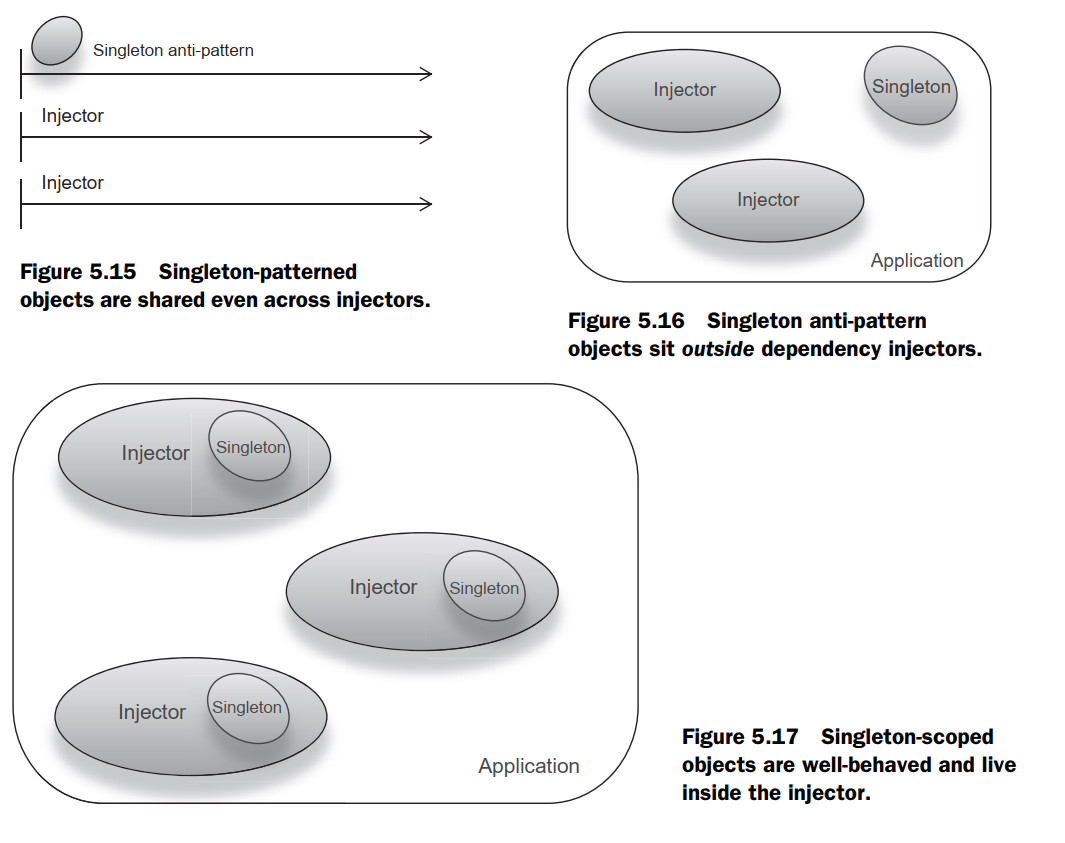 Singleton anti-pattern
Injector
Injector
Figure 5.15 Singleton-patterned
objects are shared even across injectors.
Injector
Singleton
Injector
Application
Figure 5.16 Singleton anti-pattern
objects sit outside dependency injectors.
Injector
Singleton
Injector
Singleton
Injector
Singleton
Application
Figure 5.17 Singleton-scoped
objects are well-behaved and live
inside the injector.